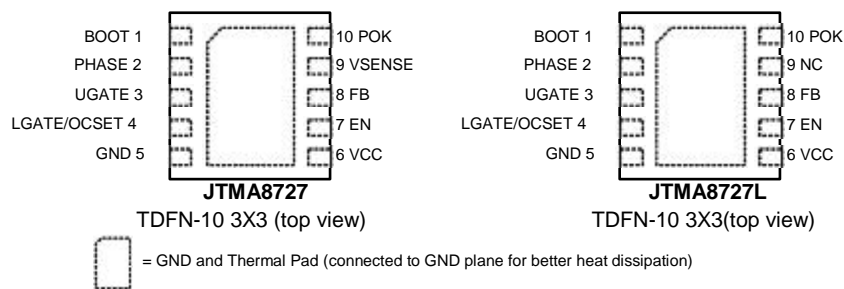 BOOT 1
PHASE 2
UGATE 3
LGATE/OCSET 4
GND 5
10 POK
9 VSENSE
8 FB
7 EN
6 VCC
JTMA8727
TDFN-10 3X3 (top view)
BOOT 1
PHASE 2
UGATE 3
LGATE/OCSET 4
GND 5
10 POK
9 NC
8 FB
7 EN
6 VCC
JTMA8727L
TDFN-10 3X3(top view)
= GND and Thermal Pad (connected to GND plane for better heat dissipation)